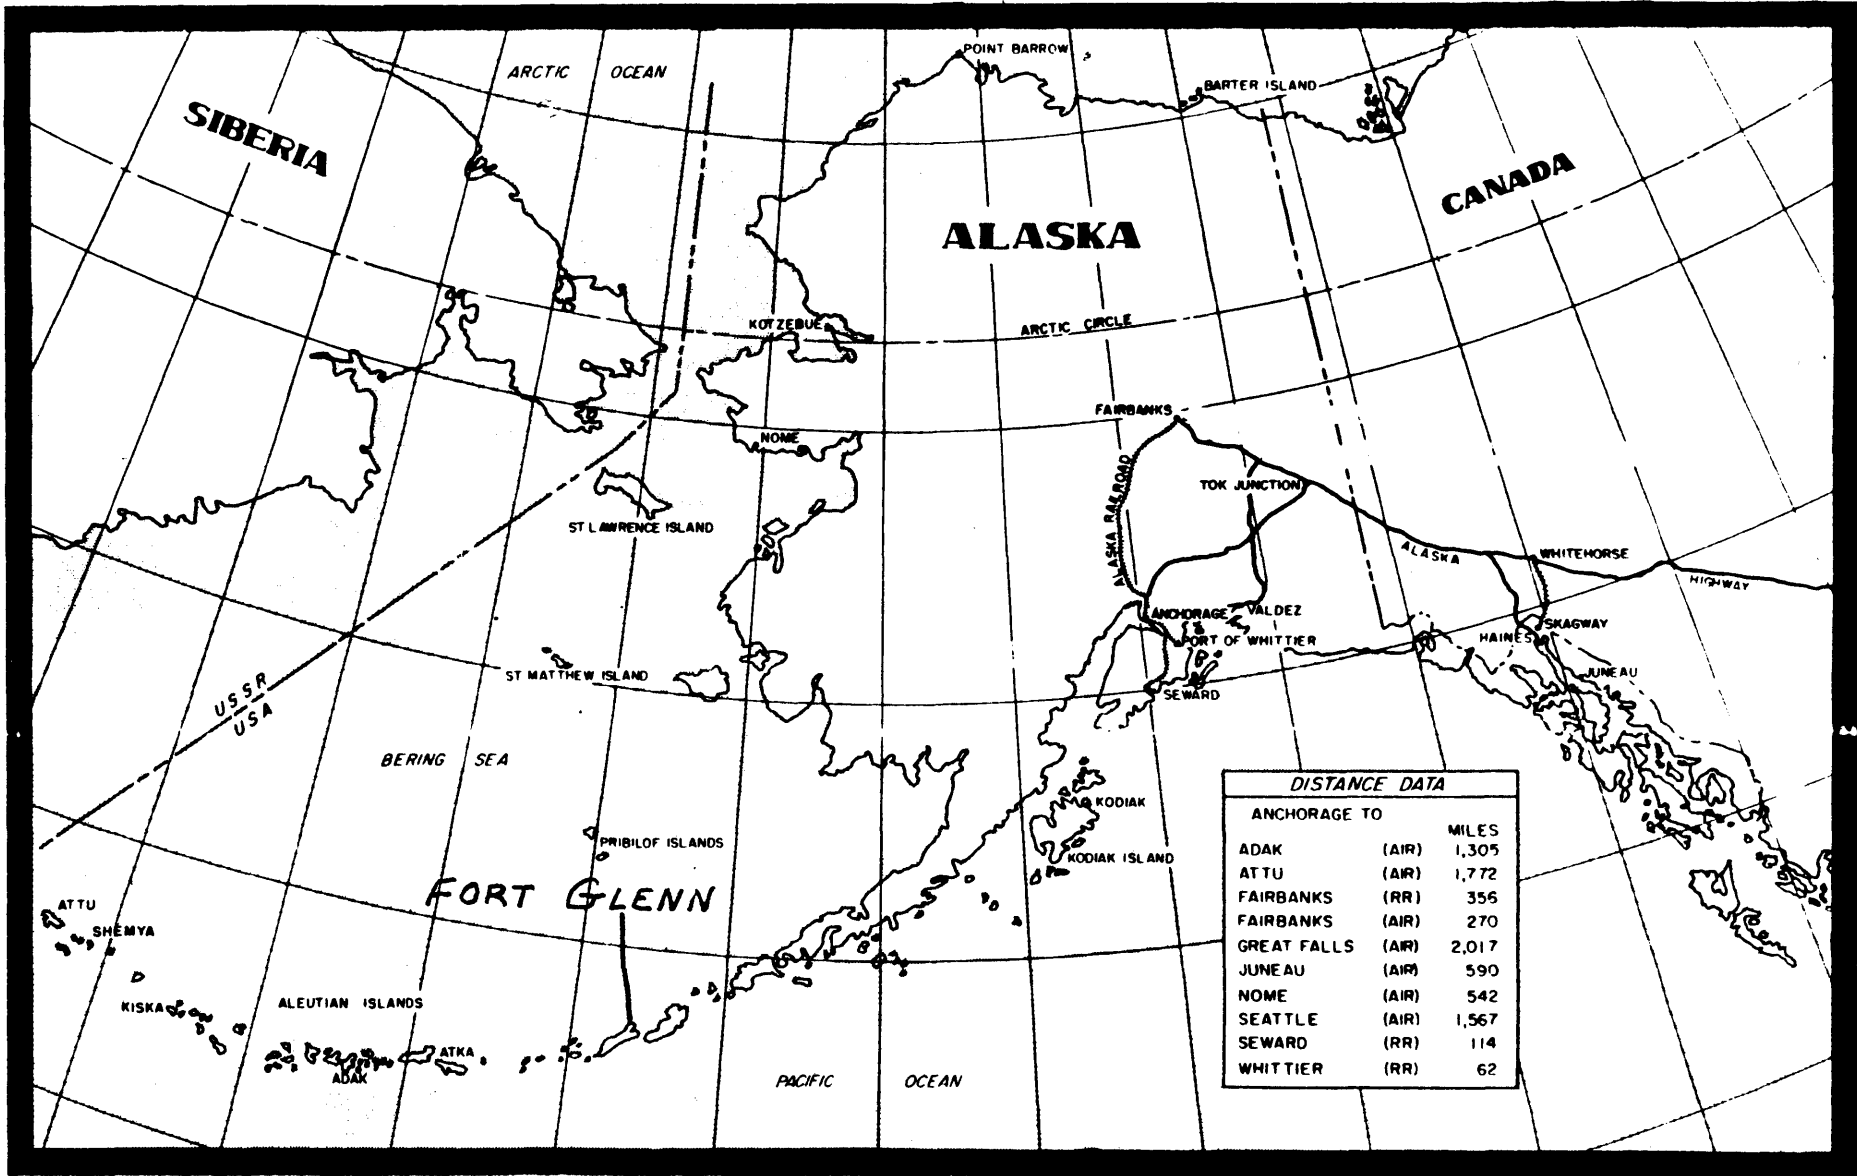 POINT BARROW
ARCTIC OCEAN
BARTER ISLAND
SIBERIA
CANADA
ALASKA
KOTZEBUE
ARCTIC CIRCLE
FAIRBANKS
NOME
ALASKA RAILROAD
TOK JUNCTION
ST LAWRENCE ISLAND
ALASKA
WHITEHORSE
HIGHWAY
ANCHORAGE
VALDEZ
SKAGWAY
PORT OF WHITTIER
HAINES
ST MATTHEW ISLAND
JUNEAU
SEWARD
USSR
USA
BERING SEA
DISTANCE DATA
ANCHORAGE TO
MILES
ADAK (AIR) 1,305
ATTU (AIR) 1,772
FAIRBANKS (RR) 356
FAIRBANKS (AIR) 270
GREAT FALLS (AIR) 2,017
JUNEAU (AIR) 590
NOME (AIR) 542
SEATTLE (AIR) 1,567
SEWARD (RR) 114
WHITTIER (RR) 62
KODIAK
PRIBILOF ISLANDS
KODIAK ISLAND
FORT GLENN
ATTU
SHEMYA
KISKA
ALEUTIAN ISLANDS
ATKA
ADAK
PACIFIC OCEAN